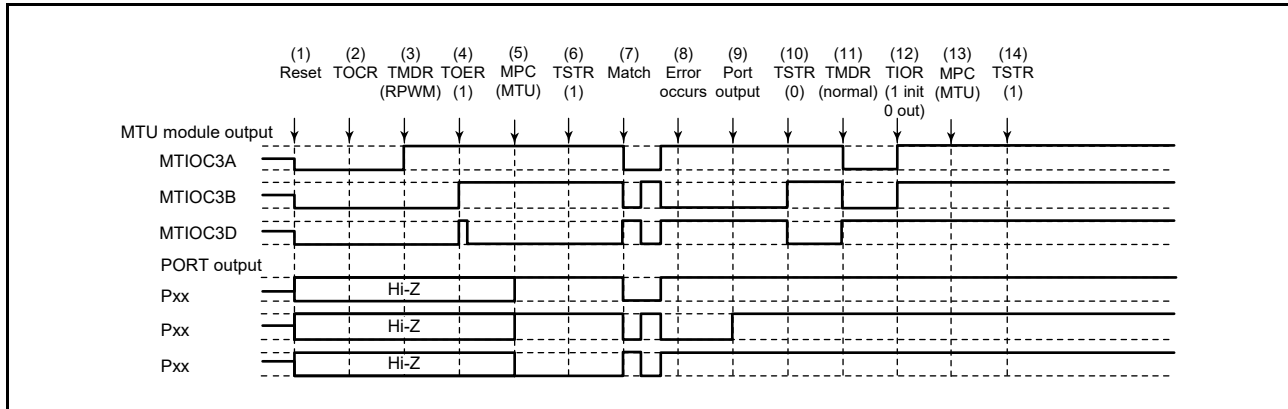 (1) (2) (3) (4) (5) (6) (7) (8) (9) (10) (11) (12) (13) (14)
Reset TOCR TMDR TOER MPC TSTR Match Error Port TSTR TMDR TIOR MPC TSTR
(RPWM) (1) (MTU) (1) occurs output (0) (normal) (1 init (MTU) (1)
0 out)
MTU module output
MTIOC3A
MTIOC3B
MTIOC3D
PORT output
Pxx Hi-Z
Pxx Hi-Z
Pxx Hi-Z